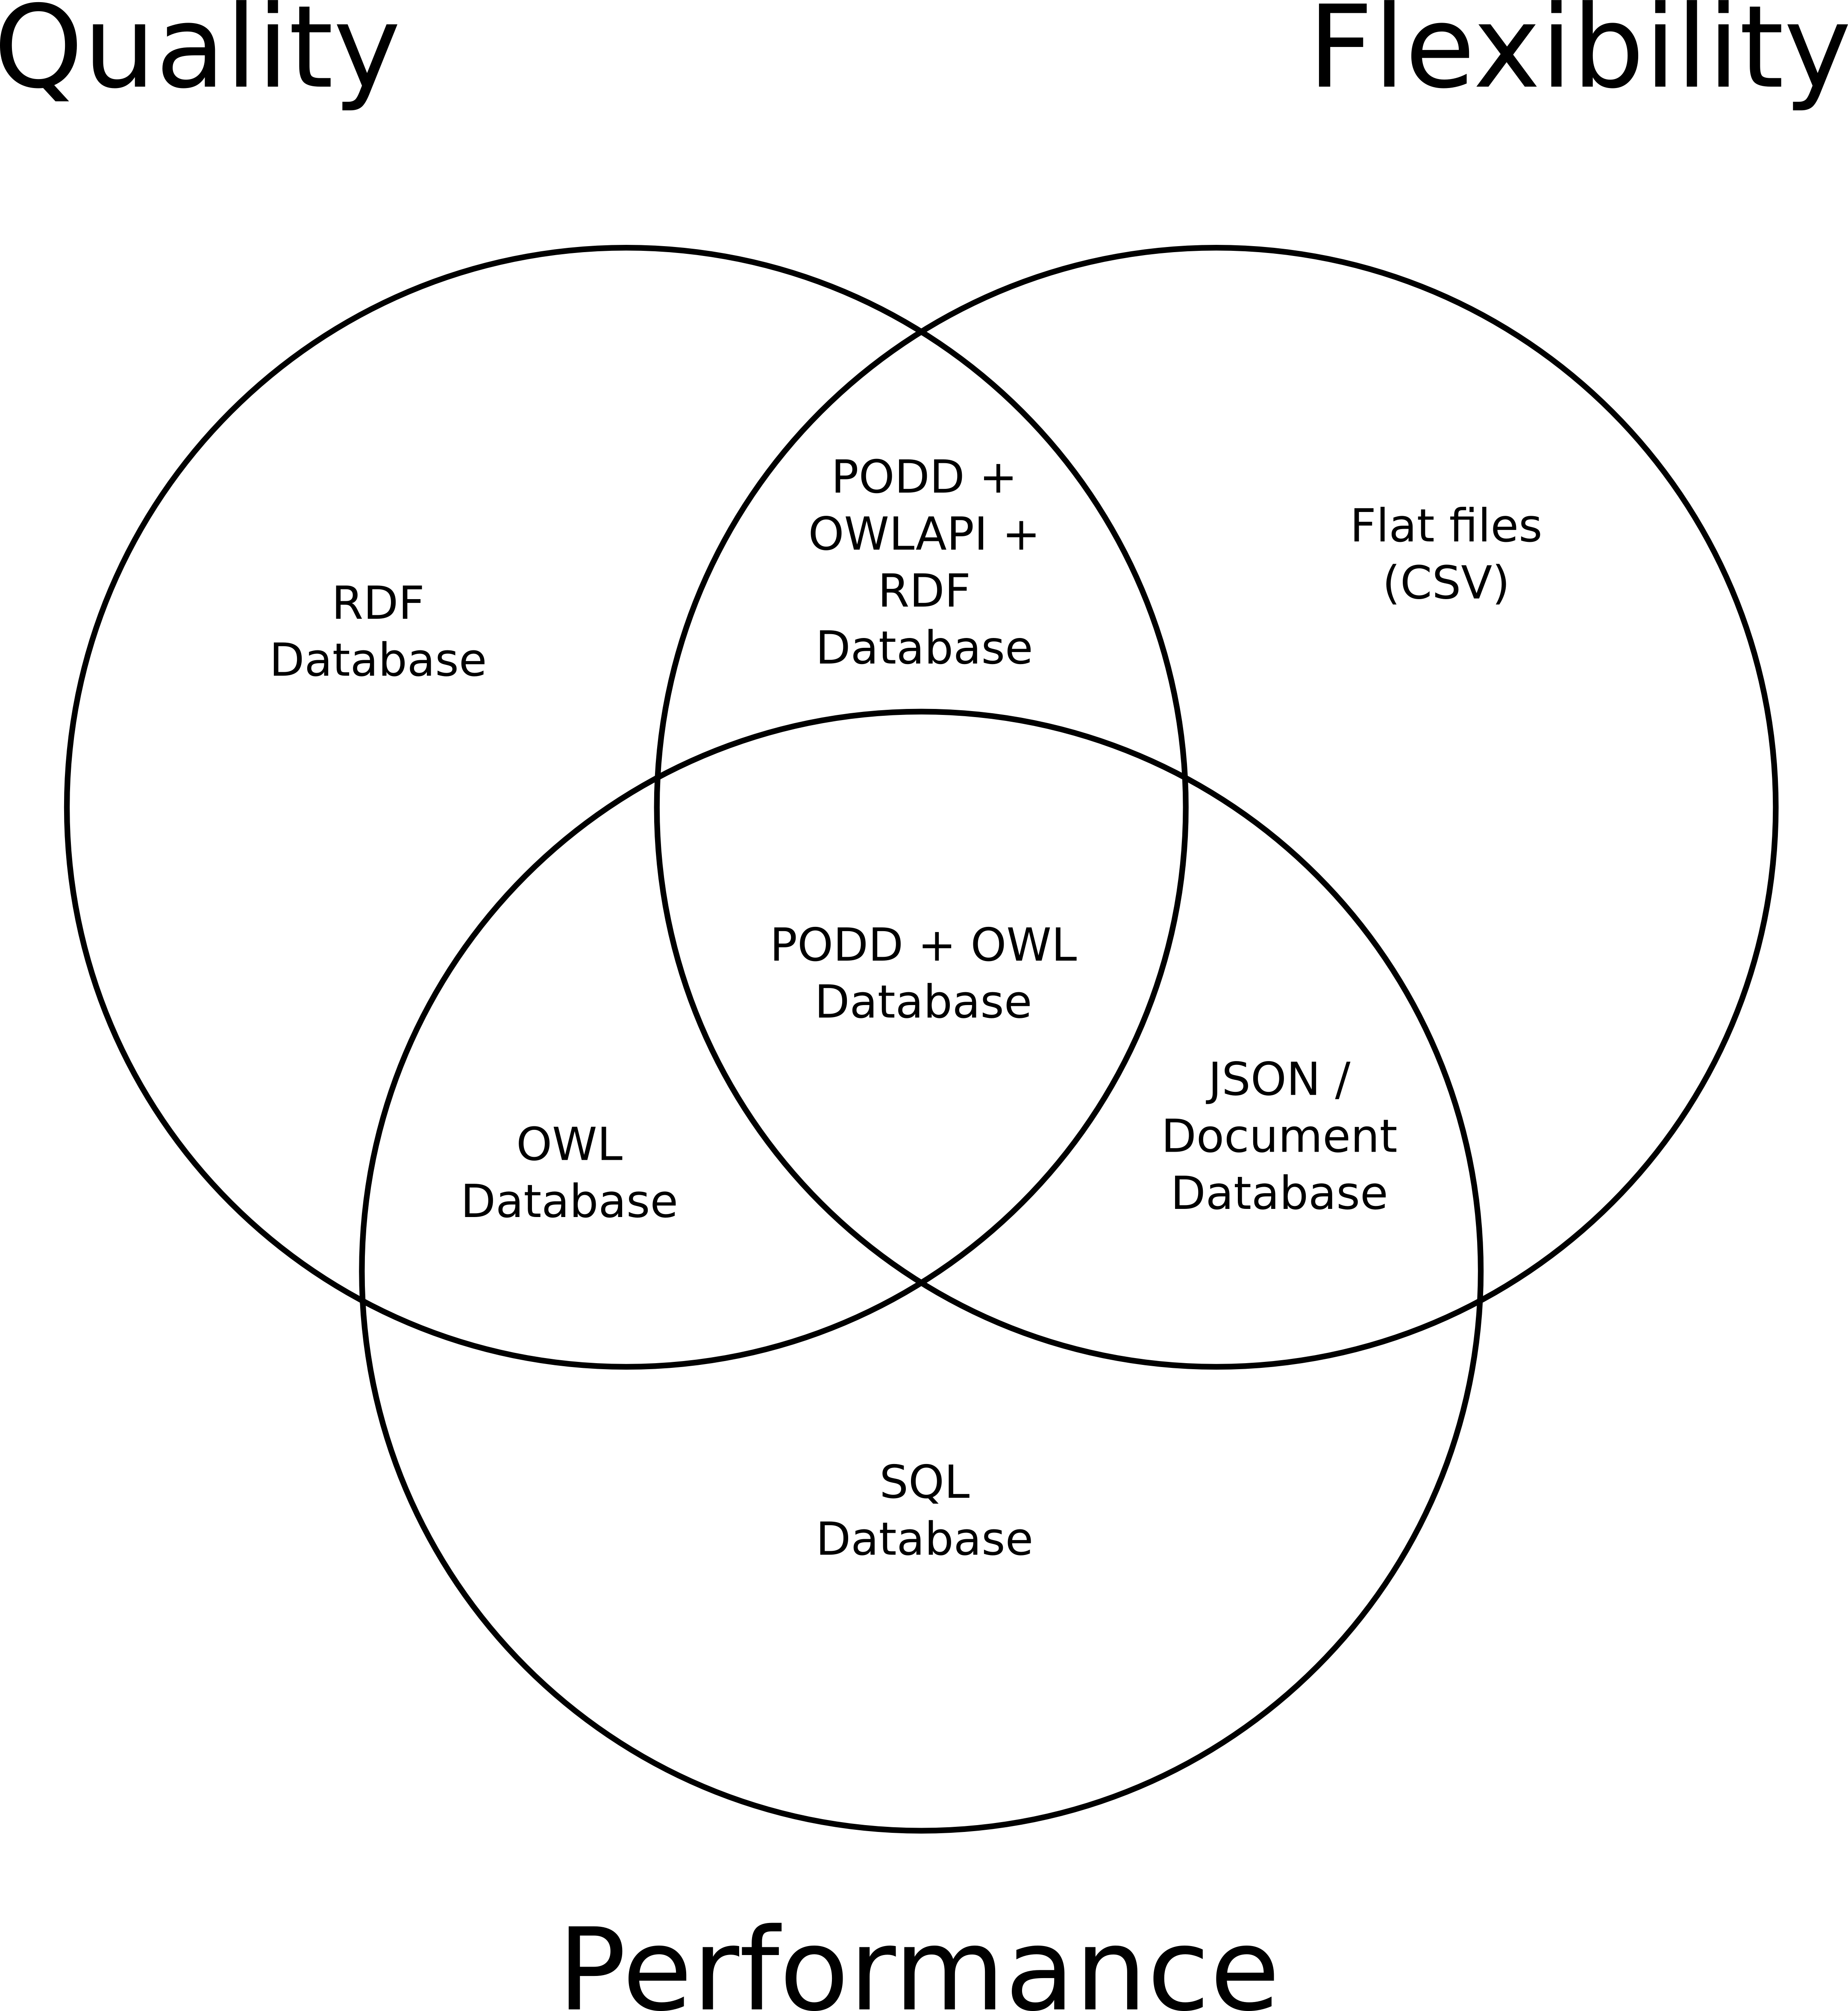 Quality
Flexibility
PODD +
OWLAPI +
RDF
Database
Flat files
(CSV)
RDF
Database
PODD + OWL
Database
JSON /
Document
Database
OWL
Database
SQL
Database
Performance